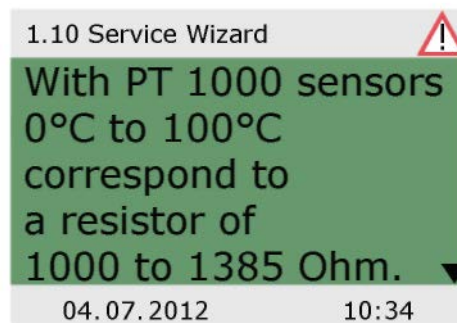 1.10 Service Wizard
With PT 1000 sensors
0°C to 100°C
correspond to
a resistor of
1000 to 1385 Ohm.
04.07.2012 10:34